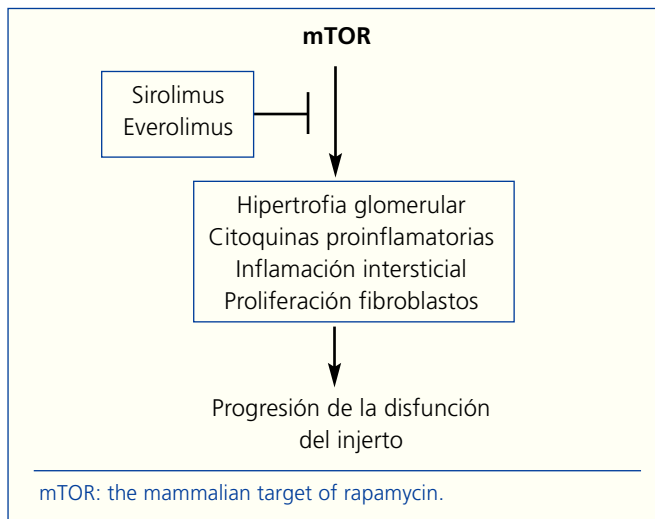 mTOR
Sirolimus
Everolimus
Hipertrofia glomerular
Citoquinas proinflamatorias
Inflamación intersticial
Proliferación fibroblastos
Progresión de la disfunción
del injerto
mTOR: the mammalian target of rapamycin.